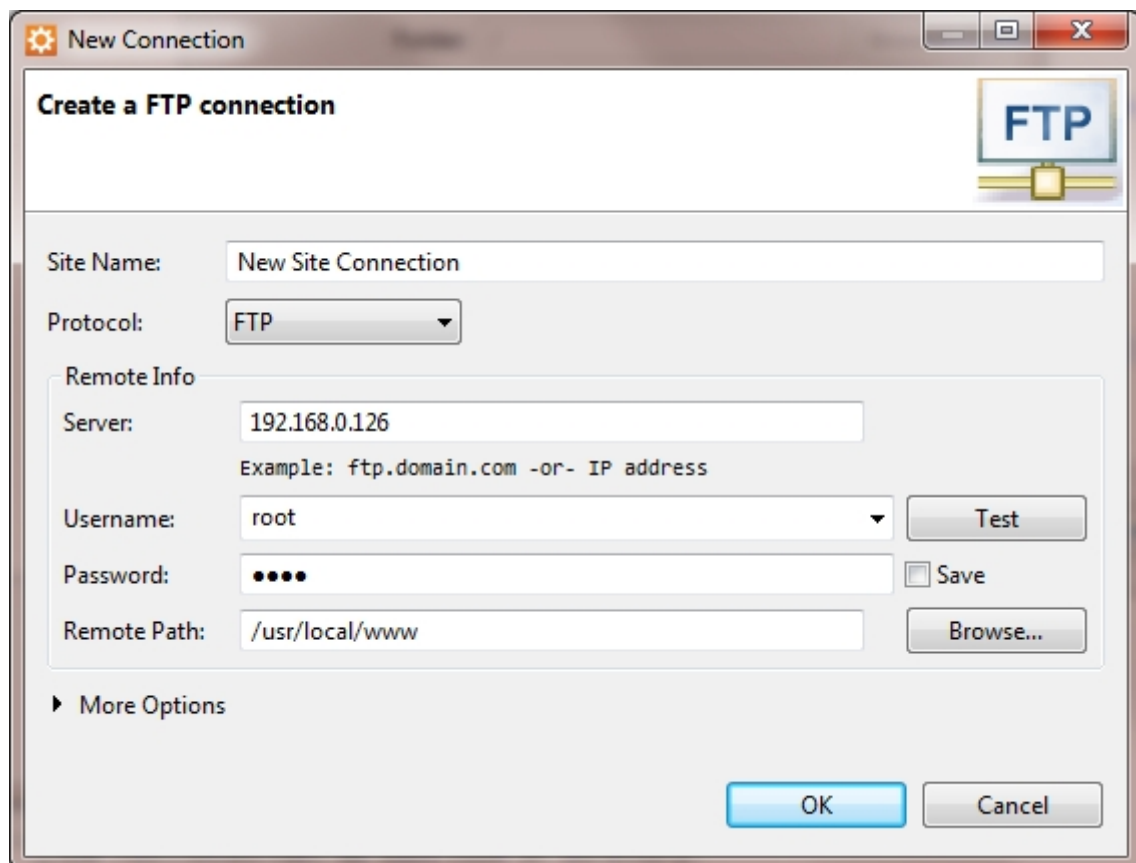 New Connection
Create a FTP connection
FTP
Site Name: New Site Connection
Protocol: FTP
Remote Info
Server: 192.168.0.126
Example: ftp.domain.com -or- IP address
Username: root Test
Password: •••• Save
Remote Path: /usr/local/www Browse...
More Options
OK Cancel